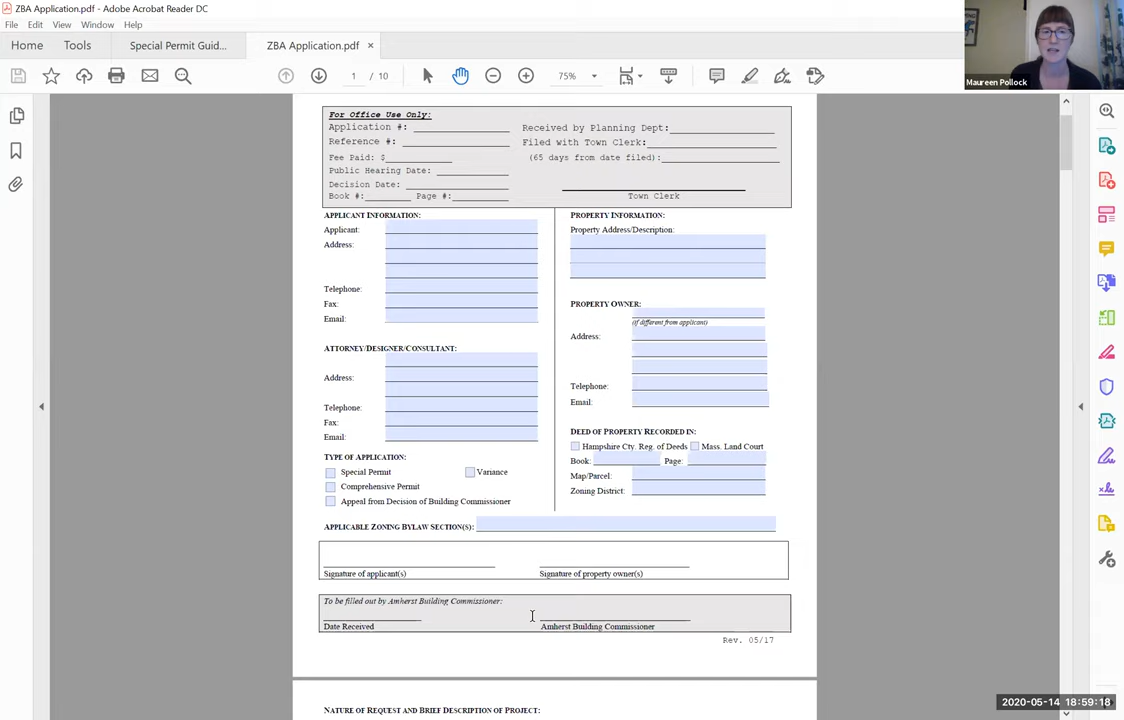 ZBA Application.pdf - Adobe Acrobat Reader DC
File Edit View Window Help
Home Tools Special Permit Guid... ZBA Application.pdf ×
1 / 10 75%
Maureen Pollock
For Office Use Only:
Application #: Received by Planning Dept:
Reference #: Filed with Town Clerk:
Fee Paid: $ (65 days from date filed):
Public Hearing Date:
Decision Date:
Book #: Page #: Town Clerk
APPLICANT INFORMATION:
Applicant:
Address:
Telephone:
Fax:
Email:
ATTORNEY/DESIGNER/CONSULTANT:
Address:
Telephone:
Fax:
Email:
TYPE OF APPLICATION:
Special Permit Variance
Comprehensive Permit
Appeal from Decision of Building Commissioner
PROPERTY INFORMATION:
Property Address/Description:
PROPERTY OWNER:
(if different from applicant)
Address:
Telephone:
Email:
DEED OF PROPERTY RECORDED IN:
Hampshire Cty. Reg. of Deeds Mass. Land Court
Book: Page:
Map/Parcel:
Zoning District:
APPLICABLE ZONING BYLAW SECTION(S):
Signature of applicant(s) Signature of property owner(s)
To be filled out by Amherst Building Commissioner:
Date Received Amherst Building Commissioner
Rev. 05/17
NATURE OF REQUEST AND BRIEF DESCRIPTION OF PROJECT:
2020-05-14 18:59:18